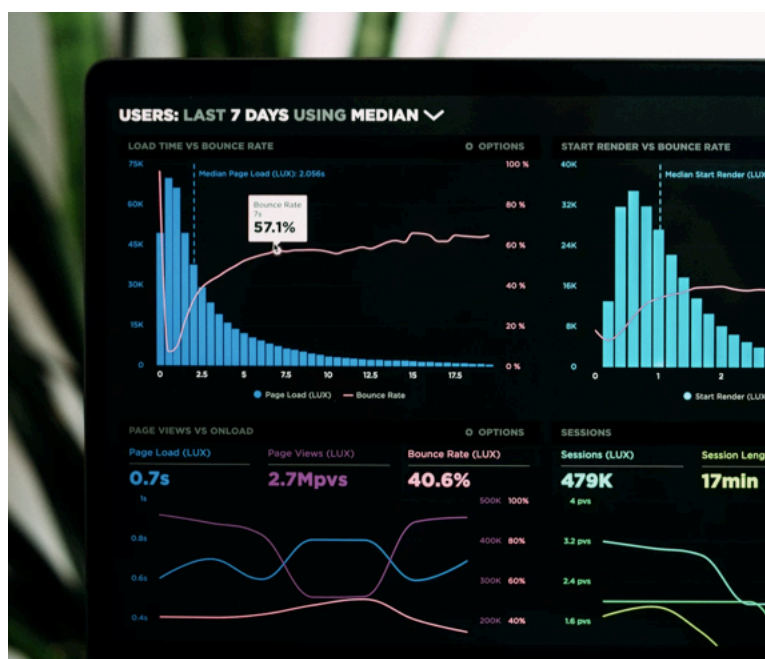 USERS: LAST 7 DAYS USING MEDIAN
LOAD TIME VS BOUNCE RATE
OPTIONS
75K
60K
45K
30K
15K
0
Median Page Load (LUX): 2.056s
Bounce Rate
7s
57.1%
100 %
80 %
60 %
40 %
20 %
0 %
0 2.5 5 7.5 10 12.5 15 17.5
Page Load (LUX) Bounce Rate
START RENDER VS BOUNCE RATE
40K
32K
24K
16K
8K
0
Median Start Render (LUX
0 1 2
Start Render (LUX
PAGE VIEWS VS ONLOAD
OPTIONS
Page Load (LUX) Page Views (LUX) Bounce Rate (LUX)
0.7s 2.7Mpvs 40.6%
1s
0.8s
0.6s
0.4s
500K 100%
400K 80%
300K 60%
200K 40%
SESSIONS
Sessions (LUX) Session Leng
479K 17min
4 pvs
3.2 pvs
2.4 pvs
1.6 pvs